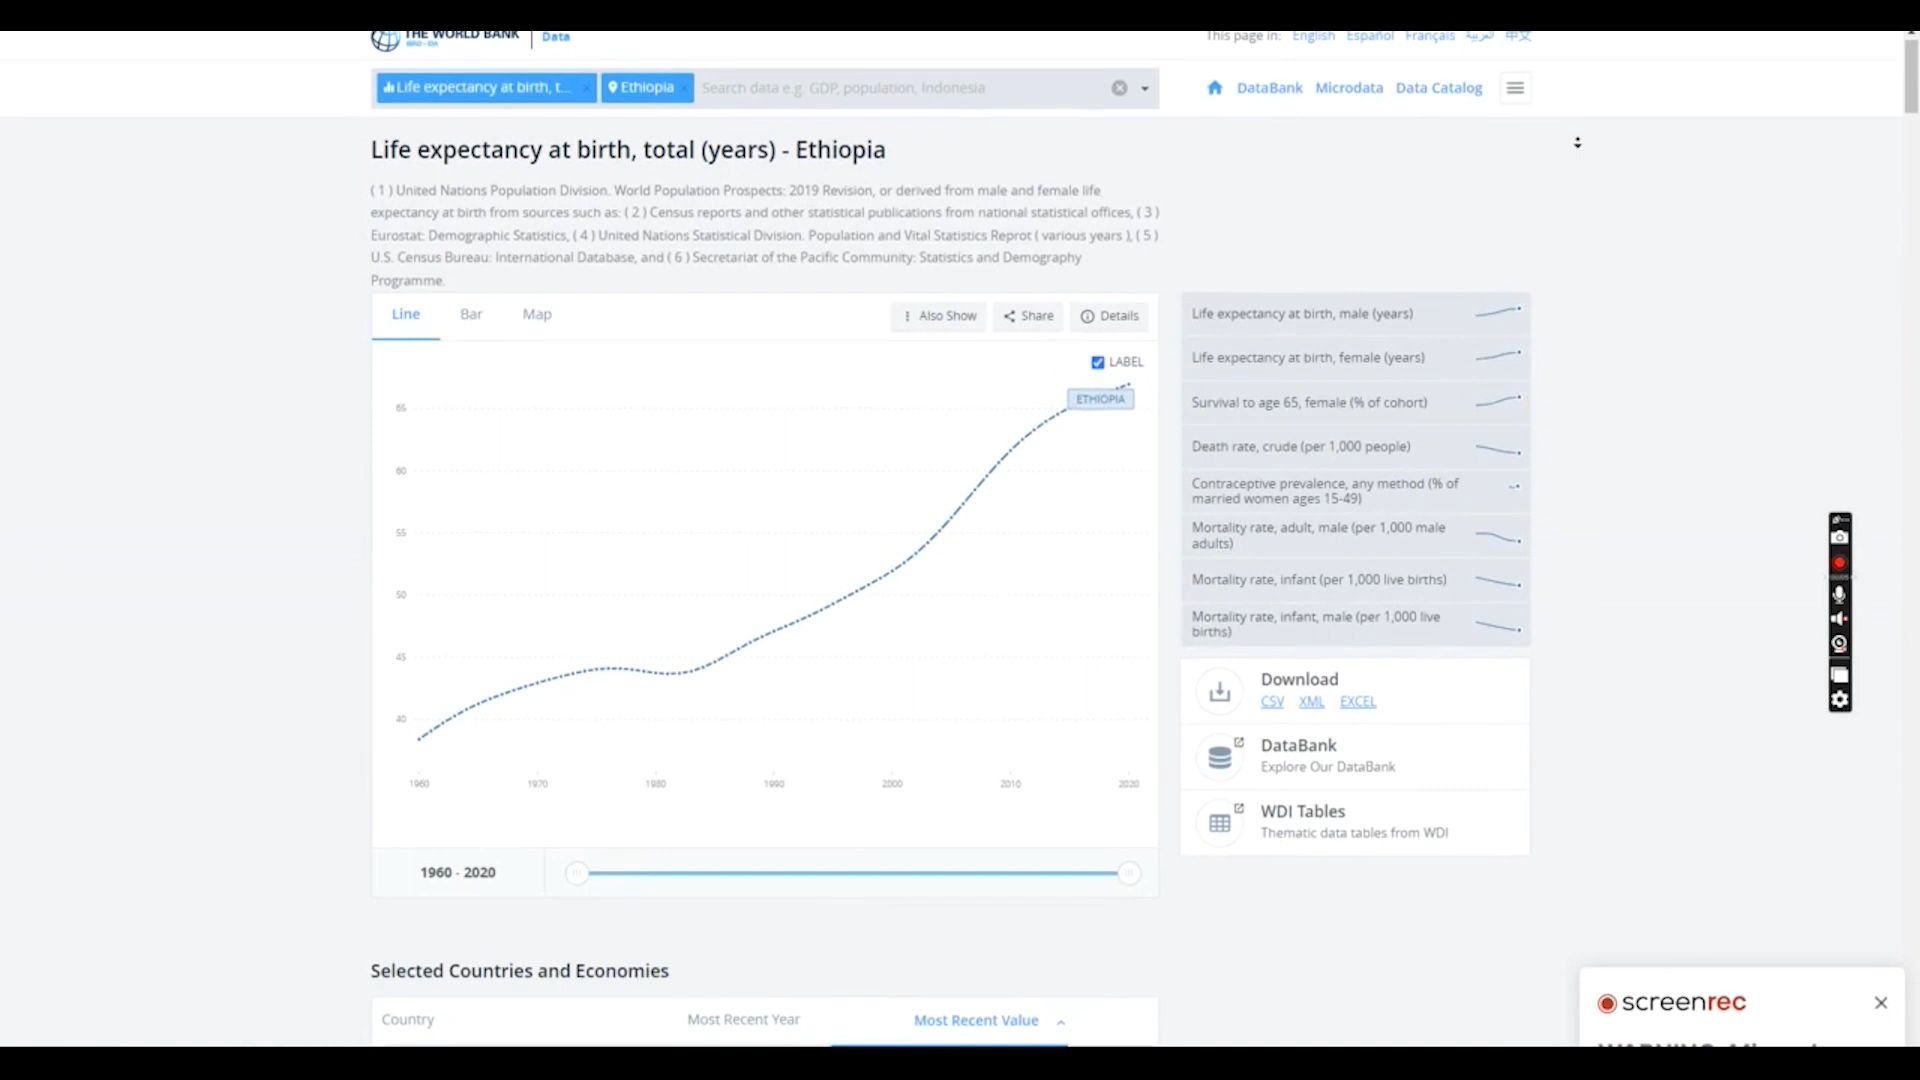 THE WORLD BANK
IBRD - IDA
Data
This page in: English Español Français العربية 中文
Life expectancy at birth, t... ×
Ethiopia ×
Search data e.g. GDP, population, Indonesia
DataBank Microdata Data Catalog
Life expectancy at birth, total (years) - Ethiopia
( 1 ) United Nations Population Division. World Population Prospects: 2019 Revision, or derived from male and female life
expectancy at birth from sources such as: ( 2 ) Census reports and other statistical publications from national statistical offices, ( 3 )
Eurostat: Demographic Statistics, ( 4 ) United Nations Statistical Division. Population and Vital Statistics Reprot ( various years ), ( 5 )
U.S. Census Bureau: International Database, and ( 6 ) Secretariat of the Pacific Community: Statistics and Demography
Programme.
Line Bar Map
Also Show Share Details
LABEL
ETHIOPIA
65
60
55
50
45
40
1960 1970 1980 1990 2000 2010 2020
1960 - 2020
Life expectancy at birth, male (years)
Life expectancy at birth, female (years)
Survival to age 65, female (% of cohort)
Death rate, crude (per 1,000 people)
Contraceptive prevalence, any method (% of
married women ages 15-49)
Mortality rate, adult, male (per 1,000 male
adults)
Mortality rate, infant (per 1,000 live births)
Mortality rate, infant, male (per 1,000 live
births)
Download
CSV XML EXCEL
DataBank
Explore Our DataBank
WDI Tables
Thematic data tables from WDI
Selected Countries and Economies
Country Most Recent Year Most Recent Value
screenrec